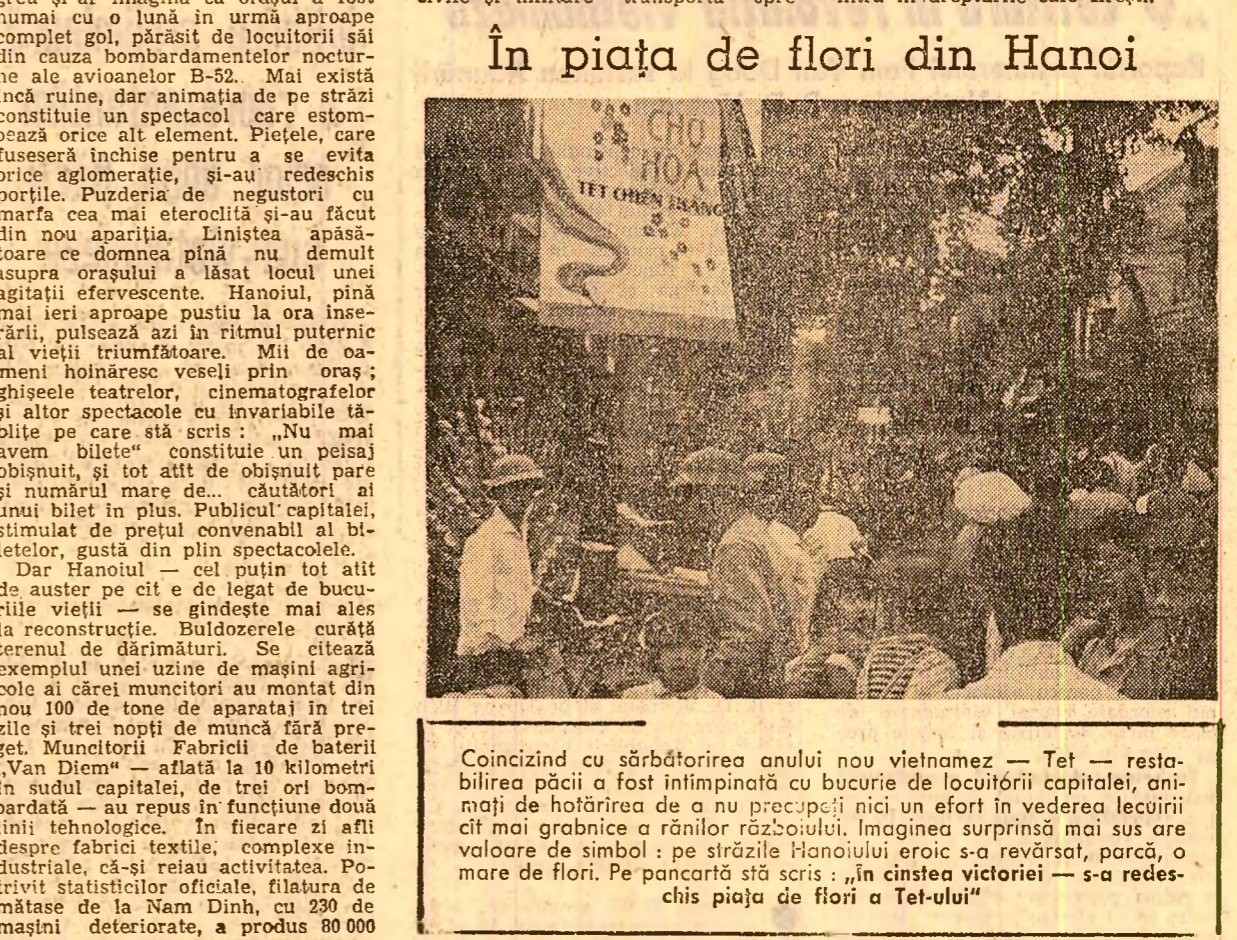 numai cu o lună in urmă aproape
complet gol, părăsit de locuitorii săi
din cauza bombardamentelor noctur-
ne ale avioanelor B-52. Mai există
încă ruine, dar animația de pe străzi
constituie un spectacol care estom-
pează orice alt element. Piețele, care
fuseseră închise pentru a se evita
orice aglomerație, și-au redeschis
porțile. Puzderia de negustori cu
marfa cea mai eteroclită și-au făcut
din nou apariția. Liniștea apăsă-
toare ce domnea pînă nu demult
asupra orașului a lăsat locul unei
agitații efervescente. Hanoiul, pînă
mai ieri aproape pustiu la ora înse-
rării, pulsează azi în ritmul puternic
al vieții triumfătoare. Mii de oa-
meni hoinăresc veseli prin oraș ;
ghișeele teatrelor, cinematografelor
și altor spectacole cu invariabile tă-
blițe pe care stă scris : „Nu mai
avem bilete“ constituie un peisaj
obișnuit, și tot atît de obișnuit pare
și numărul mare de... căutători ai
unui bilet în plus. Publicul capitalei,
stimulat de prețul convenabil al bi-
letelor, gustă din plin spectacolele.
Dar Hanoiul — cel puțin tot atît
de auster pe cît e de legat de bucu-
riile vieții — se gîndește mai ales
la reconstrucție. Buldozerele curăță
terenul de dărîmături. Se citează
exemplul unei uzine de mașini agri-
cole ai cărei muncitori au montat din
nou 100 de tone de aparataj în trei
zile și trei nopți de muncă fără pre-
get. Muncitorii Fabricii de baterii
„Van Diem“ — aflată la 10 kilometri
în sudul capitalei, de trei ori bom-
bardată — au repus în funcțiune două
linii tehnologice. În fiecare zi afli
despre fabrici textile, complexe in-
dustriale, că-și reiau activitatea. Po-
trivit statisticilor oficiale, filatura de
mătase de la Nam Dinh, cu 230 de
mașini deteriorate, a produs 80 000
În piața de flori din Hanoi
CHO
HOA
TET CHIEN THANG
Coincizînd cu sărbătorirea anului nou vietnamez — Tet — resta-
bilirea păcii a fost întîmpinată cu bucurie de locuitorii capitalei, ani-
mați de hotărîrea de a nu precupeți nici un efort în vederea lecuirii
cît mai grabnice a rănilor războiului. Imaginea surprinsă mai sus are
valoare de simbol : pe străzile Hanoiului eroic s-a revărsat, parcă, o
mare de flori. Pe pancartă stă scris : „în cinstea victoriei — s-a redes-
chis piața de flori a Tet-ului“